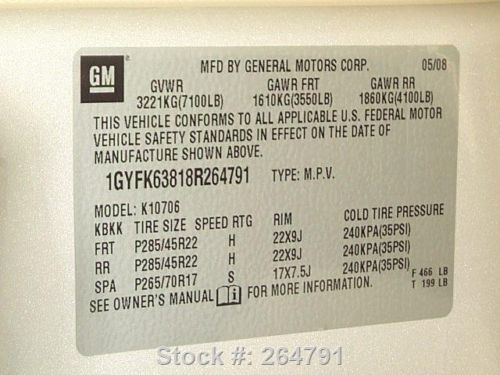 GM
MFD BY GENERAL MOTORS CORP. 05/08
GVWR GAWR FRT GAWR RR
3221KG(7100LB) 1610KG(3550LB) 1860KG(4100LB)
THIS VEHICLE CONFORMS TO ALL APPLICABLE U.S. FEDERAL MOTOR
VEHICLE SAFETY STANDARDS IN EFFECT ON THE DATE OF
MANUFACTURE SHOWN ABOVE.
1GYFK63818R264791 TYPE: M.P.V.
MODEL: K10706
KBKK TIRE SIZE SPEED RTG RIM COLD TIRE PRESSURE
FRT P285/45R22 H 22X9J 240KPA(35PSI)
RR P285/45R22 H 22X9J 240KPA(35PSI)
SPA P265/70R17 S 17X7.5J 240KPA(35PSI)
F 466 LB
SEE OWNER'S MANUAL FOR MORE INFORMATION. T 199 LB
Stock #: 264791